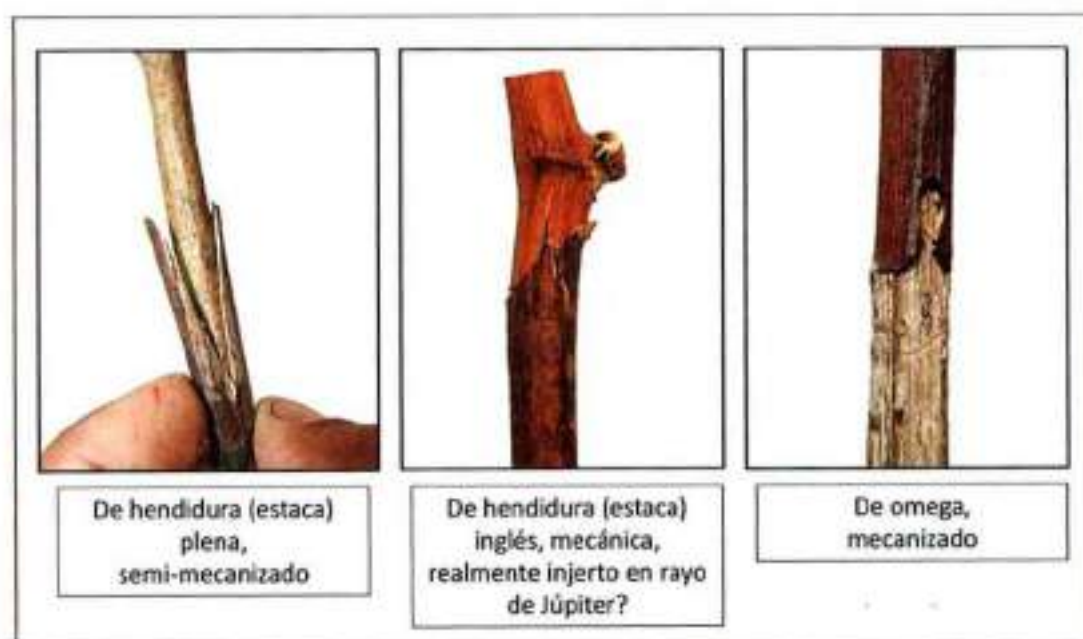 De hendidura (estaca)
plena,
semi-mecanizado
De hendidura (estaca)
inglés, mecánica,
realmente injerto en rayo
de Júpiter?
De omega,
mecanizado